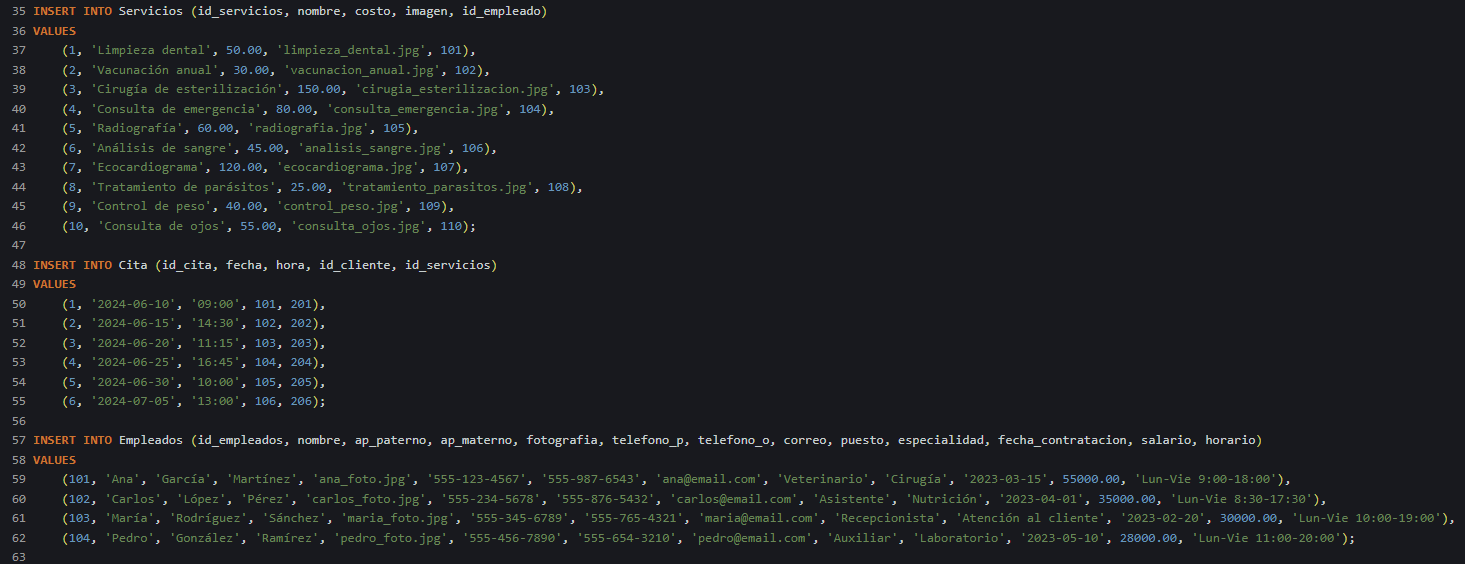 35 INSERT INTO Servicios (id_servicios, nombre, costo, imagen, id_empleado)
36 VALUES
37     (1, 'Limpieza dental', 50.00, 'limpieza_dental.jpg', 101),
38     (2, 'Vacunación anual', 30.00, 'vacunacion_anual.jpg', 102),
39     (3, 'Cirugía de esterilización', 150.00, 'cirugia_esterilizacion.jpg', 103),
40     (4, 'Consulta de emergencia', 80.00, 'consulta_emergencia.jpg', 104),
41     (5, 'Radiografía', 60.00, 'radiografia.jpg', 105),
42     (6, 'Análisis de sangre', 45.00, 'analisis_sangre.jpg', 106),
43     (7, 'Ecocardiograma', 120.00, 'ecocardiograma.jpg', 107),
44     (8, 'Tratamiento de parásitos', 25.00, 'tratamiento_parasitos.jpg', 108),
45     (9, 'Control de peso', 40.00, 'control_peso.jpg', 109),
46     (10, 'Consulta de ojos', 55.00, 'consulta_ojos.jpg', 110);
47
48 INSERT INTO Cita (id_cita, fecha, hora, id_cliente, id_servicios)
49 VALUES
50     (1, '2024-06-10', '09:00', 101, 201),
51     (2, '2024-06-15', '14:30', 102, 202),
52     (3, '2024-06-20', '11:15', 103, 203),
53     (4, '2024-06-25', '16:45', 104, 204),
54     (5, '2024-06-30', '10:00', 105, 205),
55     (6, '2024-07-05', '13:00', 106, 206);
56
57 INSERT INTO Empleados (id_empleados, nombre, ap_paterno, ap_materno, fotografia, telefono_p, telefono_o, correo, puesto, especialidad, fecha_contratacion, salario, horario)
58 VALUES
59     (101, 'Ana', 'García', 'Martínez', 'ana_foto.jpg', '555-123-4567', '555-987-6543', 'ana@email.com', 'Veterinario', 'Cirugía', '2023-03-15', 55000.00, 'Lun-Vie 9:00-18:00'),
60     (102, 'Carlos', 'López', 'Pérez', 'carlos_foto.jpg', '555-234-5678', '555-876-5432', 'carlos@email.com', 'Asistente', 'Nutrición', '2023-04-01', 35000.00, 'Lun-Vie 8:30-17:30'),
61     (103, 'María', 'Rodríguez', 'Sánchez', 'maria_foto.jpg', '555-345-6789', '555-765-4321', 'maria@email.com', 'Recepcionista', 'Atención al cliente', '2023-02-20', 30000.00, 'Lun-Vie 10:00-19:00'),
62     (104, 'Pedro', 'González', 'Ramírez', 'pedro_foto.jpg', '555-456-7890', '555-654-3210', 'pedro@email.com', 'Auxiliar', 'Laboratorio', '2023-05-10', 28000.00, 'Lun-Vie 11:00-20:00');
63